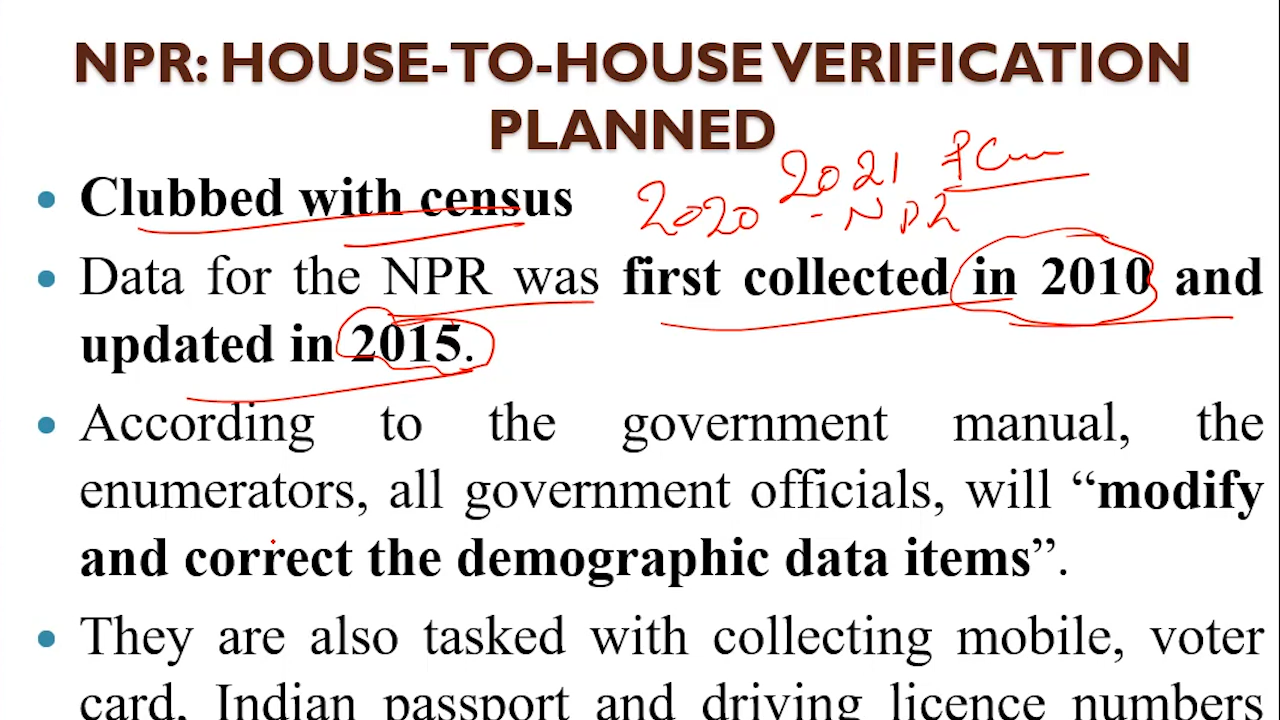 NPR: HOUSE-TO-HOUSE VERIFICATION
PLANNED
2021
• Clubbed with census
2020 - NPR
• Data for the NPR was first collected in 2010 and
updated in 2015.
• According to the government manual, the
enumerators, all government officials, will “modify
and correct the demographic data items”.
• They are also tasked with collecting mobile, voter
card, Indian passport and driving licence numbers